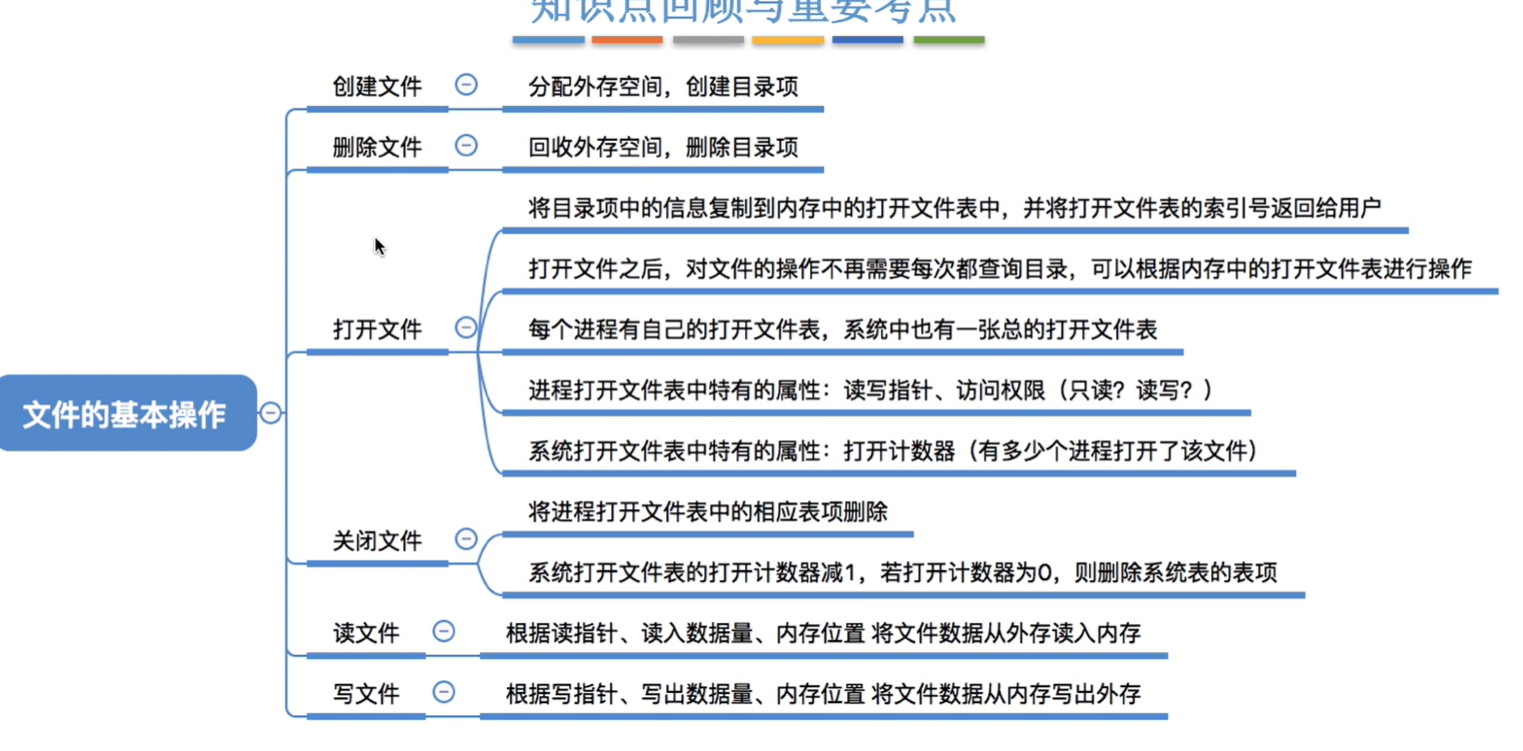 知识点回顾与重要考点
创建文件
分配外存空间，创建目录项
删除文件
回收外存空间，删除目录项
将目录项中的信息复制到内存中的打开文件表中，并将打开文件表的索引号返回给用户
打开文件之后，对文件的操作不再需要每次都查询目录，可以根据内存中的打开文件表进行操作
打开文件
每个进程有自己的打开文件表，系统中也有一张总的打开文件表
进程打开文件表中特有的属性：读写指针、访问权限（只读？读写？）
文件的基本操作
系统打开文件表中特有的属性：打开计数器（有多少个进程打开了该文件）
将进程打开文件表中的相应表项删除
关闭文件
系统打开文件表的打开计数器减1，若打开计数器为0，则删除系统表的表项
读文件
根据读指针、读入数据量、内存位置 将文件数据从外存读入内存
写文件
根据写指针、写出数据量、内存位置 将文件数据从内存写出外存